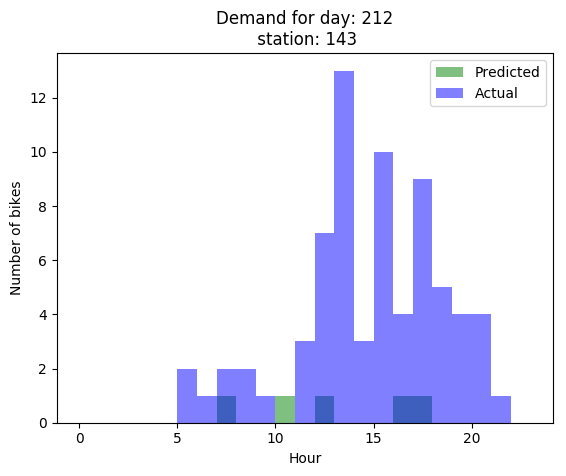 Demand for day: 212
station: 143
Predicted
Actual
Number of bikes
12
10
8
6
4
2
0
0 5 10 15 20
Hour